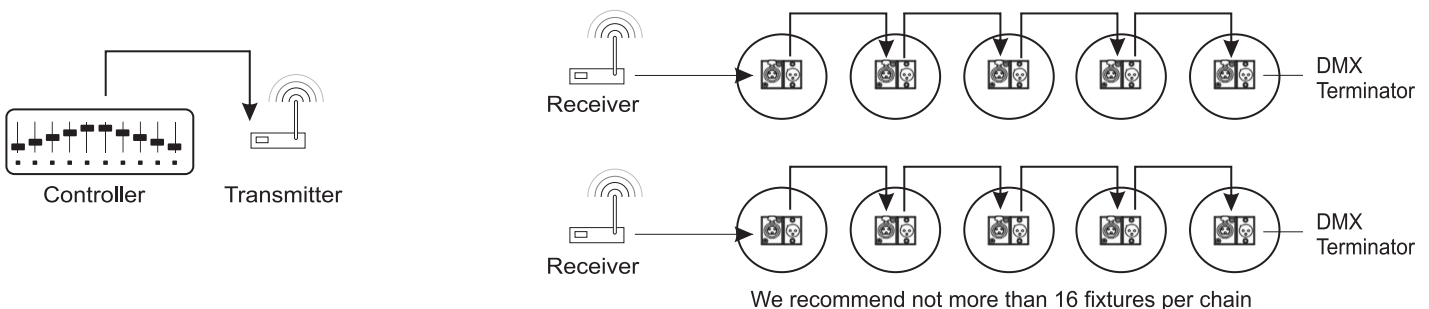 Controller
Transmitter
Receiver
DMX
Terminator
Receiver
DMX
Terminator
We recommend not more than 16 fixtures per chain